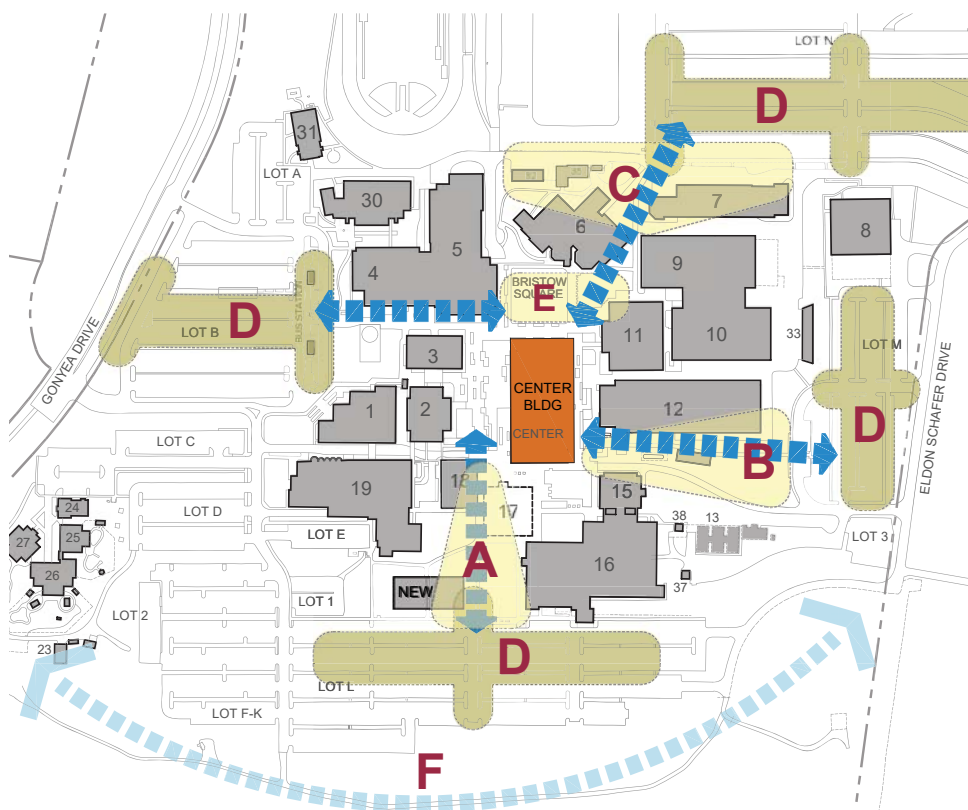 LOT N
D
31
LOT A
30
5
4
C
6
7
8
9
BRISTOW
SQUARE
E
D
LOT B
BUS STATION
GONYEA DRIVE
11
10
33
LOT M
3
CENTER
BLDG
CENTER
1
2
12
D
ELDON SCHAFER DRIVE
LOT C
B
19
18
17
15
LOT D
24
LOT E
38
13
LOT 3
27
25
26
A
16
37
NEW
LOT 1
LOT 2
23
D
LOT L
LOT F-K
F